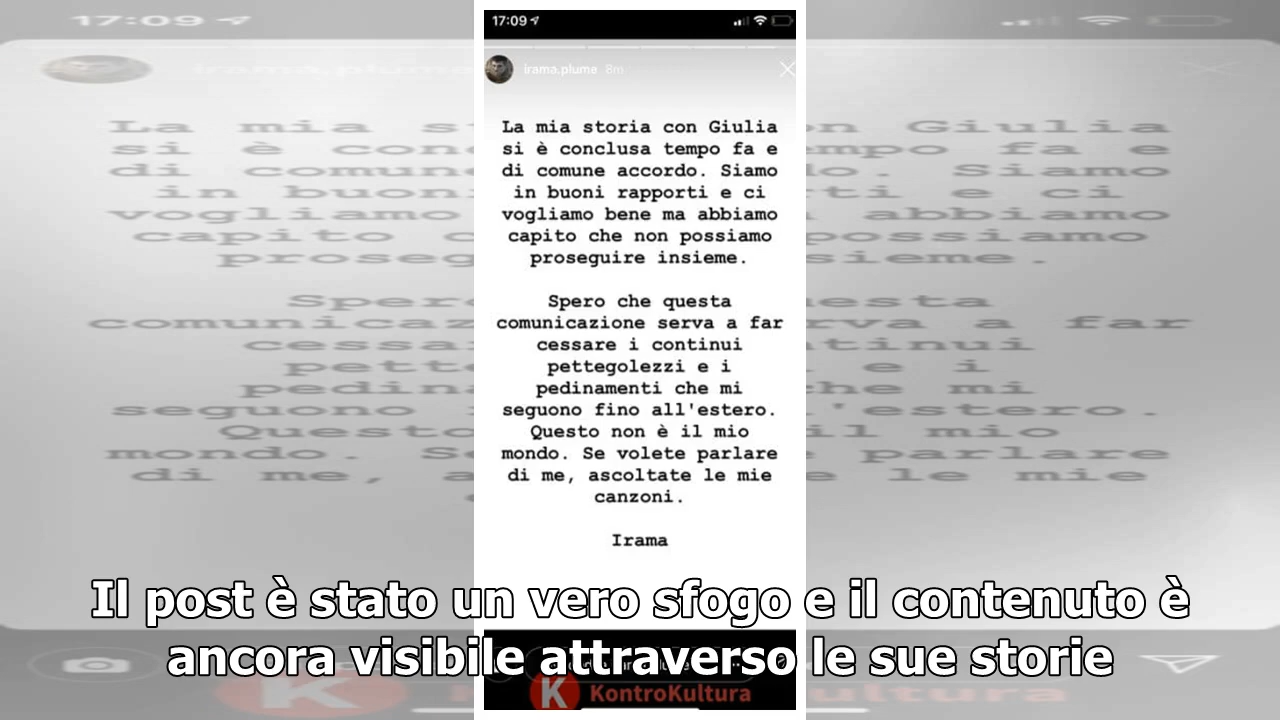 17:09
irama.plume 8m
La mia storia con Giulia
si è conclusa tempo fa e
di comune accordo. Siamo
in buoni rapporti e ci
vogliamo bene ma abbiamo
capito che non possiamo
proseguire insieme.
Spero che questa
comunicazione serva a far
cessare i continui
pettegolezzi e i
pedinamenti che mi
seguono fino all'estero.
Questo non è il mio
mondo. Se volete parlare
di me, ascoltate le mie
canzoni.
Irama
Il post è stato un vero sfogo e il contenuto è
ancora visibile attraverso le sue storie
K KontroKultura